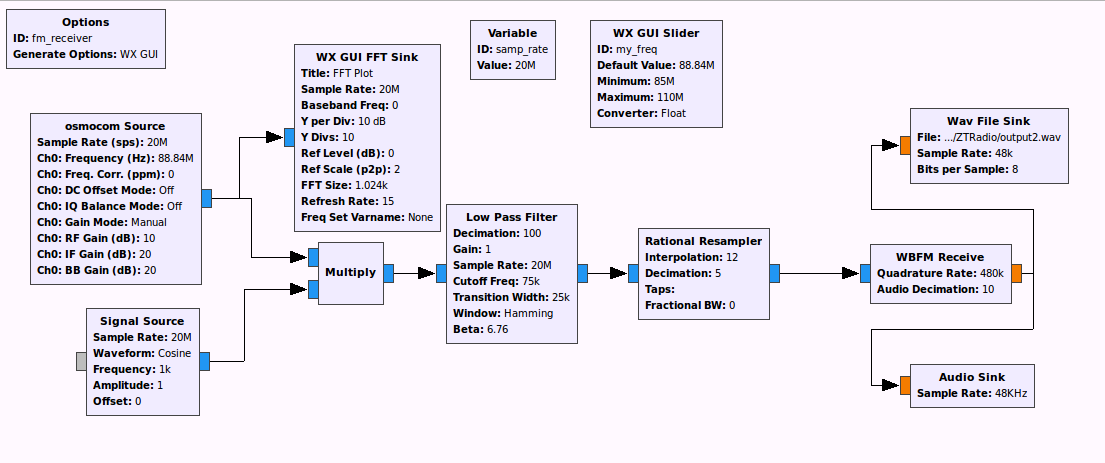 Options
ID: fm_receiver
Generate Options: WX GUI
Variable
ID: samp_rate
Value: 20M
WX GUI Slider
ID: my_freq
Default Value: 88.84M
Minimum: 85M
Maximum: 110M
Converter: Float
WX GUI FFT Sink
Title: FFT Plot
Sample Rate: 20M
Baseband Freq: 0
Y per Div: 10 dB
Y Divs: 10
Ref Level (dB): 0
Ref Scale (p2p): 2
FFT Size: 1.024k
Refresh Rate: 15
Freq Set Varname: None
osmocom Source
Sample Rate (sps): 20M
Ch0: Frequency (Hz): 88.84M
Ch0: Freq. Corr. (ppm): 0
Ch0: DC Offset Mode: Off
Ch0: IQ Balance Mode: Off
Ch0: Gain Mode: Manual
Ch0: RF Gain (dB): 10
Ch0: IF Gain (dB): 20
Ch0: BB Gain (dB): 20
Signal Source
Sample Rate: 20M
Waveform: Cosine
Frequency: 1k
Amplitude: 1
Offset: 0
Multiply
Low Pass Filter
Decimation: 100
Gain: 1
Sample Rate: 20M
Cutoff Freq: 75k
Transition Width: 25k
Window: Hamming
Beta: 6.76
Rational Resampler
Interpolation: 12
Decimation: 5
Taps:
Fractional BW: 0
WBFM Receive
Quadrature Rate: 480k
Audio Decimation: 10
Wav File Sink
File: .../ZTRadio/output2.wav
Sample Rate: 48k
Bits per Sample: 8
Audio Sink
Sample Rate: 48KHz